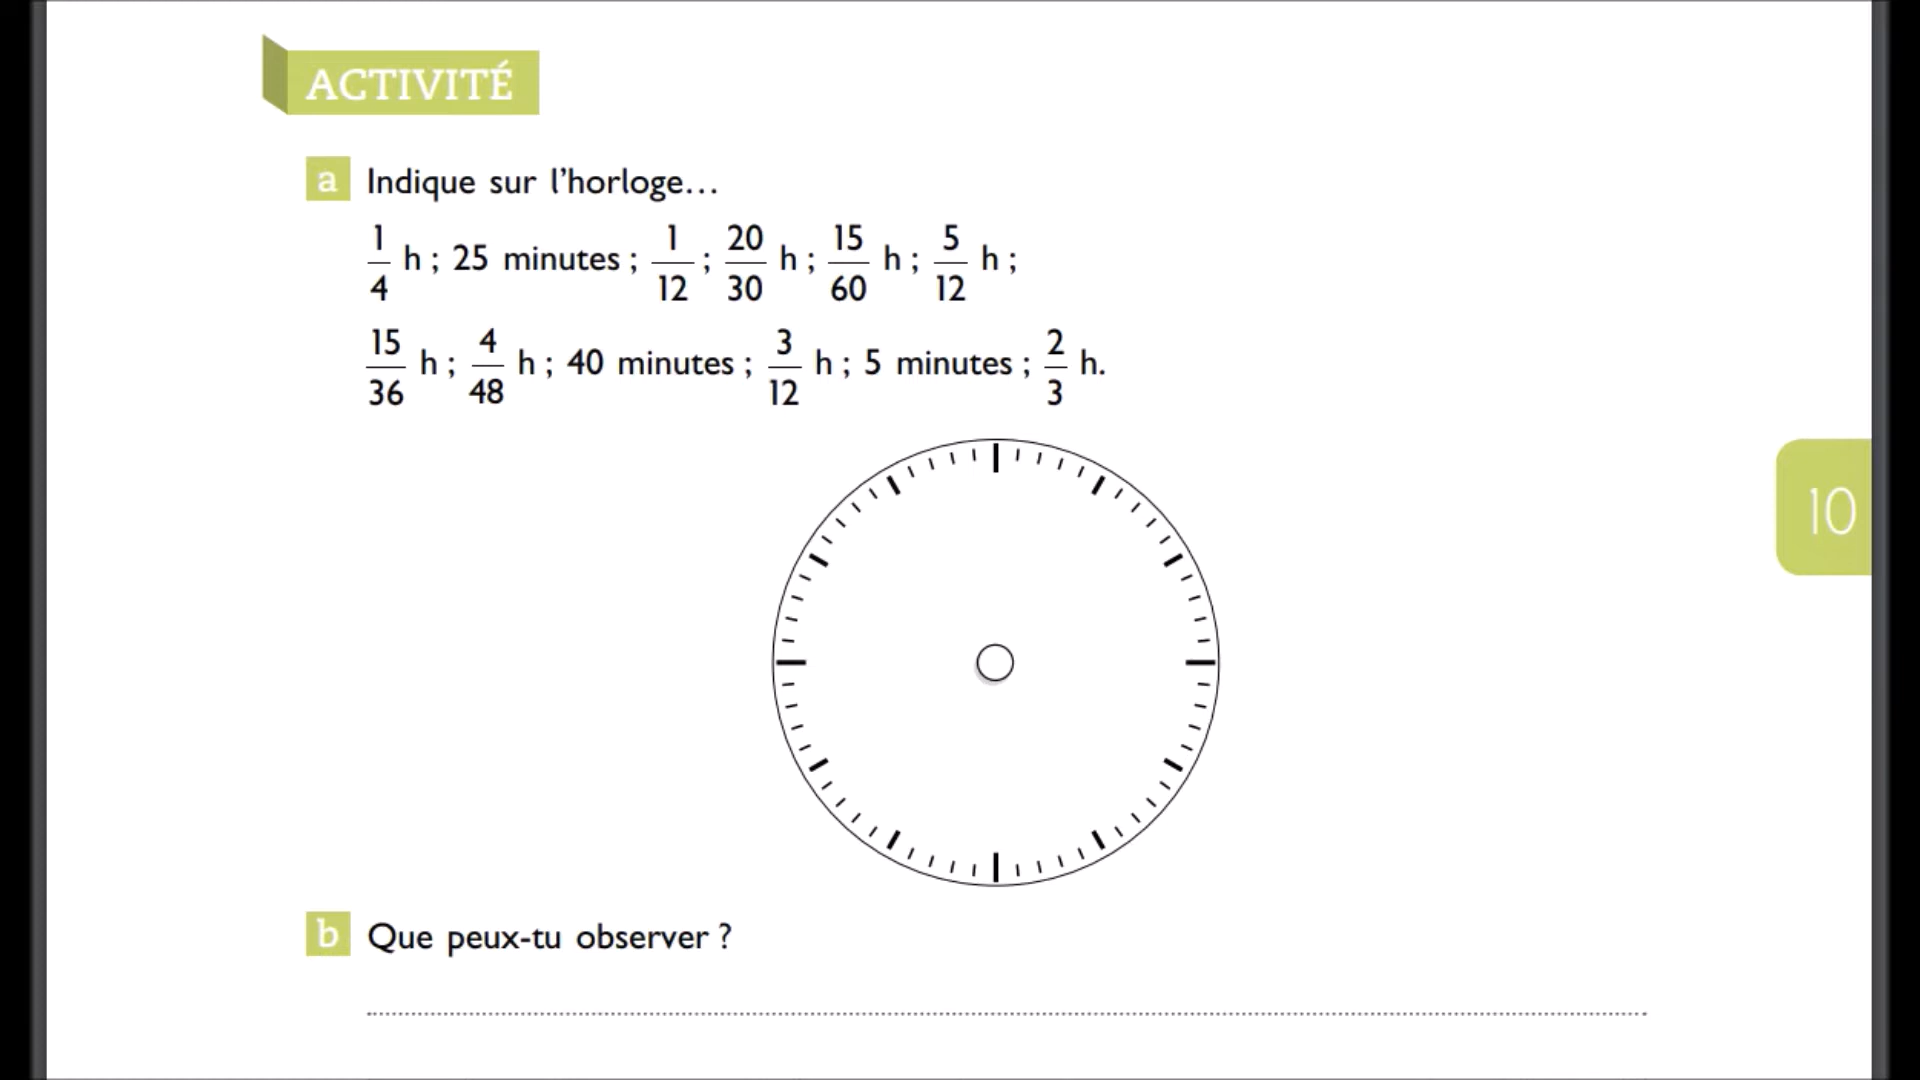 ACTIVITÉ
a Indique sur l’horloge…
1/4 h ; 25 minutes ; 1/12 ; 20/30 h ; 15/60 h ; 5/12 h ;
15/36 h ; 4/48 h ; 40 minutes ; 3/12 h ; 5 minutes ; 2/3 h.
10
b Que peux-tu observer ?